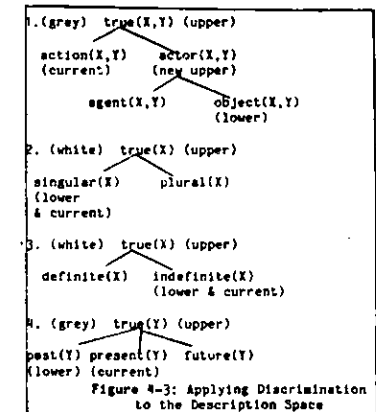 1.(grey) true(X,Y) (upper)
action(X,Y) actor(X,Y)
(current) (new upper)
agent(X,Y) object(X,Y)
(lower)
2. (white) true(X) (upper)
singular(X) plural(X)
(lower
& current)
3. (white) true(X) (upper)
definite(X) indefinite(X)
(lower & current)
4. (grey) true(Y) (upper)
past(Y) present(Y) future(Y)
(lower) (current)
Figure 4-3: Applying Discrimination
to the Description Space